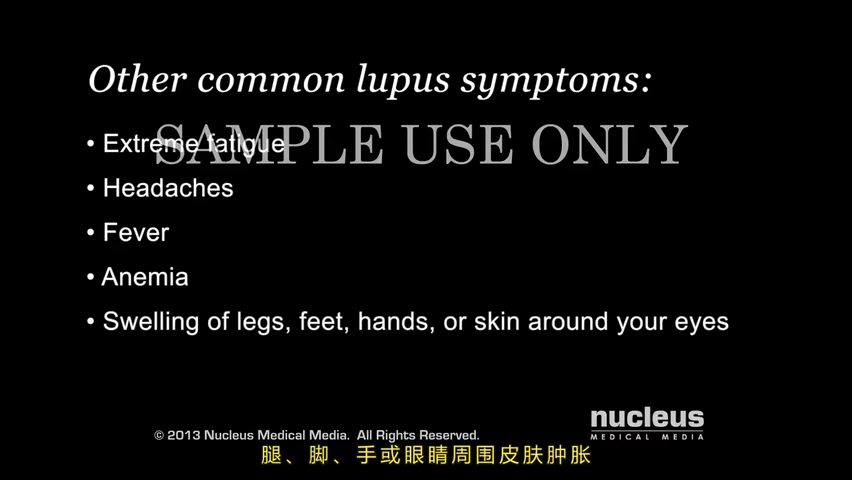 Other common lupus symptoms:
SAMPLE USE ONLY
• Extreme fatigue
• Headaches
• Fever
• Anemia
• Swelling of legs, feet, hands, or skin around your eyes
nucleus
MEDICAL MEDIA
© 2013 Nucleus Medical Media. All Rights Reserved.
腿、脚、手或眼睛周围皮肤肿胀